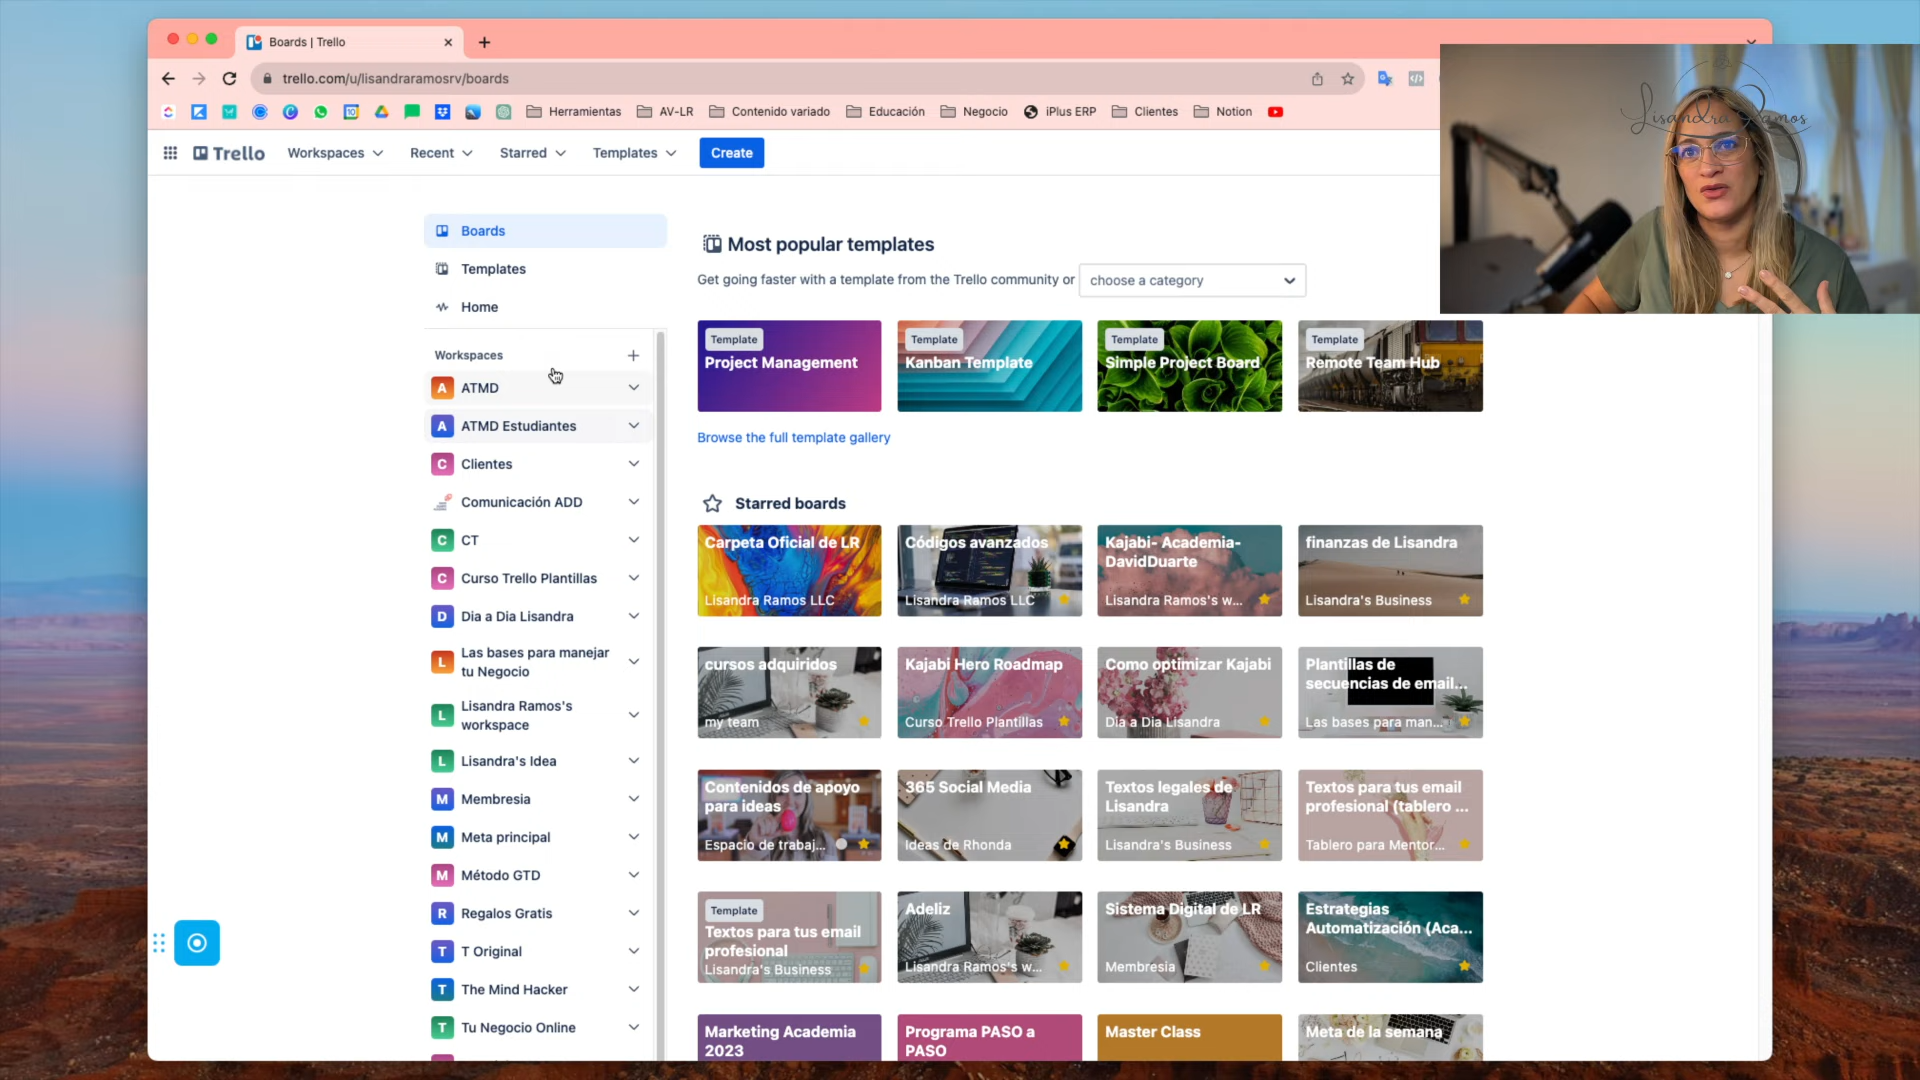 Boards | Trello
trello.com/u/lisandraramosrv/boards
Herramientas
AV-LR
Contenido variado
Educación
Negocio
iPlus ERP
Clientes
Notion
Lisandra Ramos
Trello
Workspaces
Recent
Starred
Templates
Create
Boards
Templates
Home
Workspaces
A ATMD
A ATMD Estudiantes
C Clientes
Comunicación ADD
C CT
C Curso Trello Plantillas
D Dia a Dia Lisandra
L Las bases para manejar
tu Negocio
L Lisandra Ramos's
workspace
L Lisandra's Idea
M Membresia
M Meta principal
M Método GTD
R Regalos Gratis
T T Original
T The Mind Hacker
T Tu Negocio Online
Most popular templates
Get going faster with a template from the Trello community or
choose a category
Template
Project Management
Template
Kanban Template
Template
Simple Project Board
Template
Remote Team Hub
Browse the full template gallery
Starred boards
Carpeta Oficial de LR
Lisandra Ramos LLC
Códigos avanzados
Lisandra Ramos LLC
Kajabi- Academia-
DavidDuarte
Lisandra Ramos's w...
finanzas de Lisandra
Lisandra's Business
cursos adquiridos
my team
Kajabi Hero Roadmap
Curso Trello Plantillas
Como optimizar Kajabi
Dia a Dia Lisandra
Plantillas de
secuencias de email...
Las bases para man...
Contenidos de apoyo
para ideas
Espacio de trabaj...
365 Social Media
Ideas de Rhonda
Textos legales de
Lisandra
Lisandra's Business
Textos para tus email
profesional (tablero ...
Tablero para Mentor...
Template
Textos para tus email
profesional
Lisandra's Business
Adeliz
Lisandra Ramos's w...
Sistema Digital de LR
Membresia
Estrategias
Automatización (Aca...
Clientes
Marketing Academia
2023
Programa PASO a
PASO
Master Class
Meta de la semana